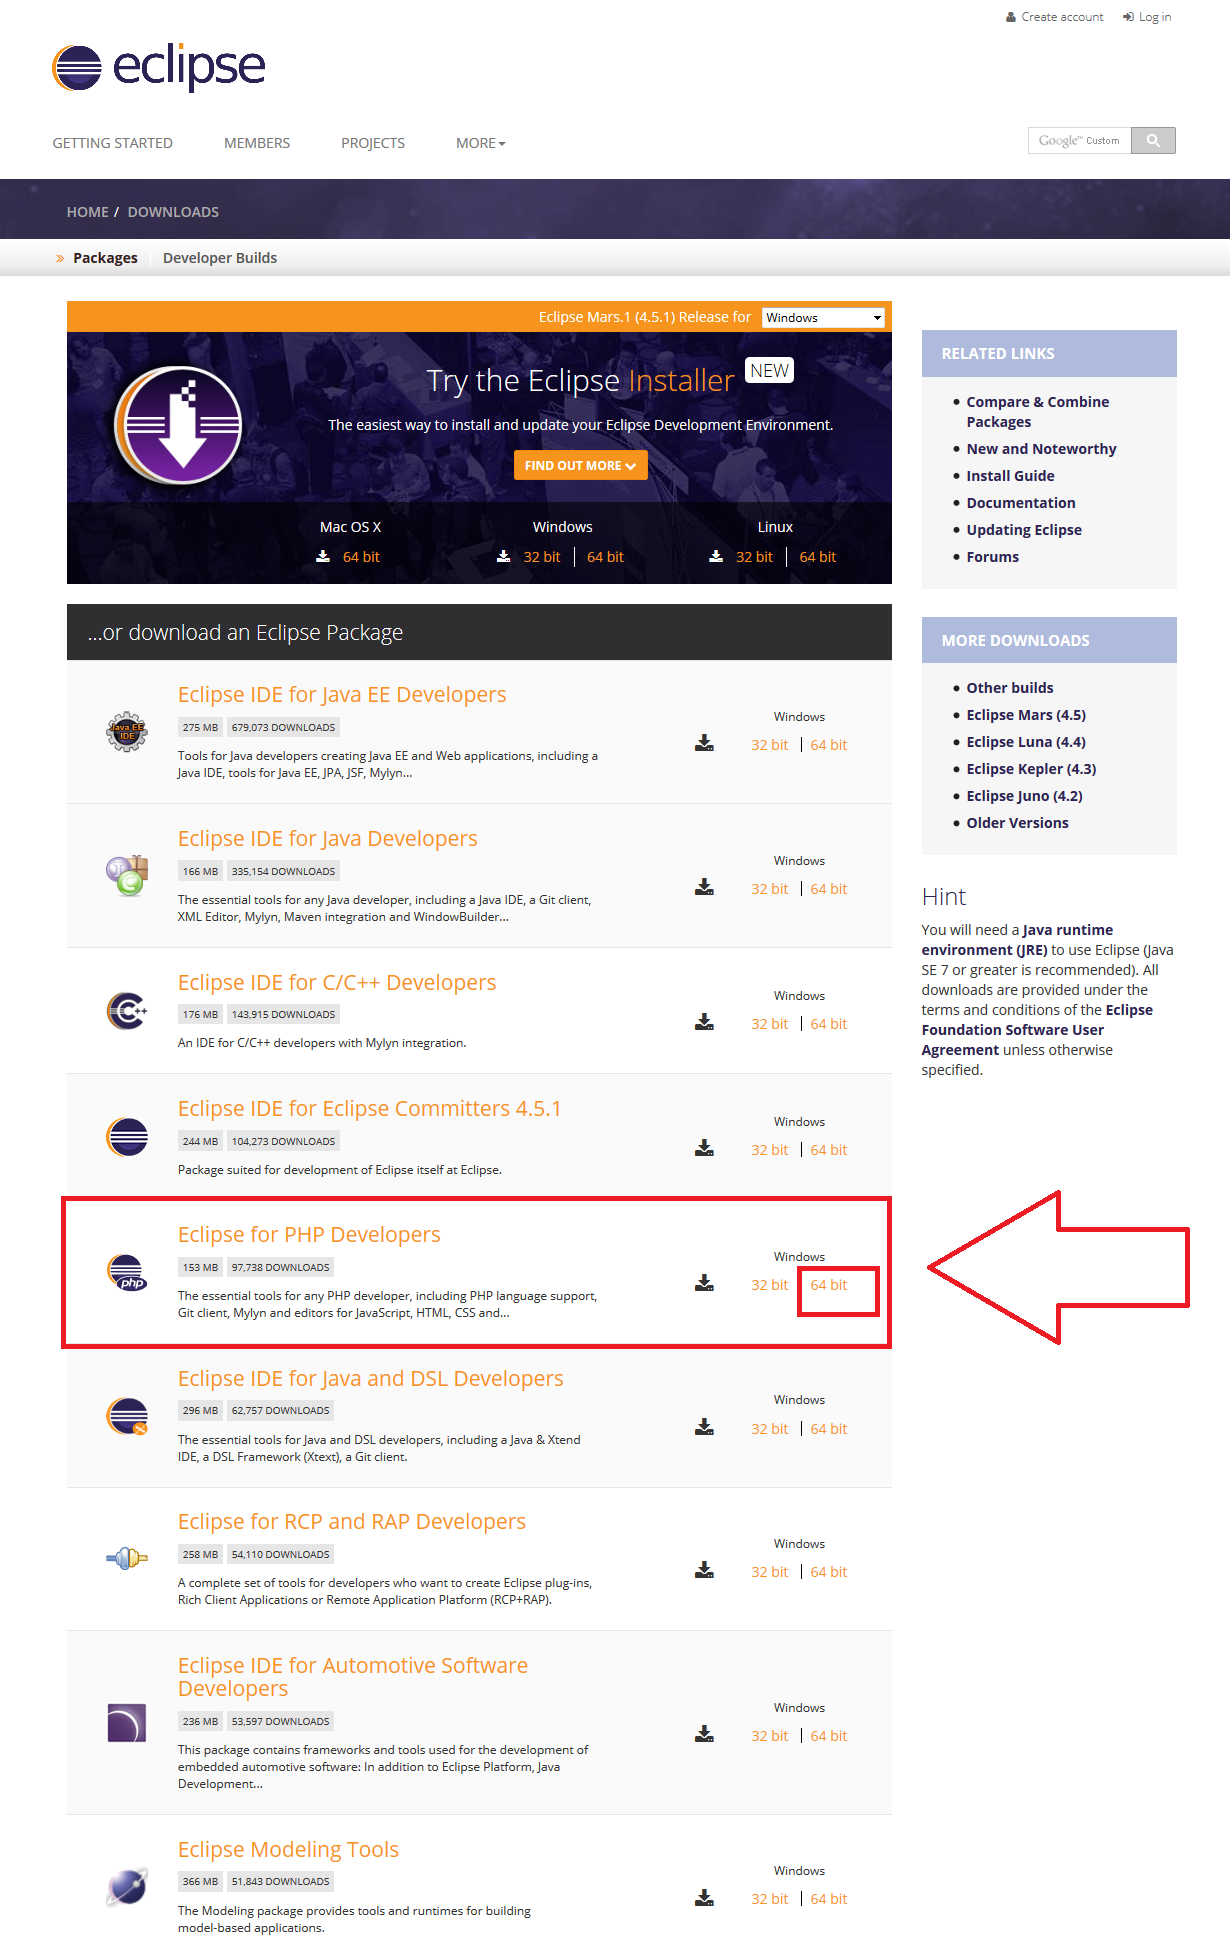 Create account
Log in
eclipse
GETTING STARTED
MEMBERS
PROJECTS
MORE
Google™ Custom
HOME / DOWNLOADS
Packages
Developer Builds
Eclipse Mars.1 (4.5.1) Release for
Windows
Try the Eclipse Installer NEW
The easiest way to install and update your Eclipse Development Environment.
FIND OUT MORE
Mac OS X
64 bit
Windows
32 bit | 64 bit
Linux
32 bit | 64 bit
...or download an Eclipse Package
Eclipse IDE for Java EE Developers
Java EE
IDE
275 MB 679,073 DOWNLOADS
Tools for Java developers creating Java EE and Web applications, including a
Java IDE, tools for Java EE, JPA, JSF, Mylyn...
Windows
32 bit | 64 bit
Eclipse IDE for Java Developers
166 MB 335,154 DOWNLOADS
The essential tools for any Java developer, including a Java IDE, a Git client,
XML Editor, Mylyn, Maven integration and WindowBuilder...
Windows
32 bit | 64 bit
Eclipse IDE for C/C++ Developers
C++
176 MB 143,915 DOWNLOADS
An IDE for C/C++ developers with Mylyn integration.
Windows
32 bit | 64 bit
Eclipse IDE for Eclipse Committers 4.5.1
244 MB 104,273 DOWNLOADS
Package suited for development of Eclipse itself at Eclipse.
Windows
32 bit | 64 bit
Eclipse for PHP Developers
php
153 MB 97,738 DOWNLOADS
The essential tools for any PHP developer, including PHP language support,
Git client, Mylyn and editors for JavaScript, HTML, CSS and...
Windows
32 bit 64 bit
Eclipse IDE for Java and DSL Developers
296 MB 62,757 DOWNLOADS
The essential tools for Java and DSL developers, including a Java & Xtend
IDE, a DSL Framework (Xtext), a Git client.
Windows
32 bit | 64 bit
Eclipse for RCP and RAP Developers
258 MB 54,110 DOWNLOADS
A complete set of tools for developers who want to create Eclipse plug-ins,
Rich Client Applications or Remote Application Platform (RCP+RAP).
Windows
32 bit | 64 bit
Eclipse IDE for Automotive Software
Developers
236 MB 53,597 DOWNLOADS
This package contains frameworks and tools used for the development of
embedded automotive software: In addition to Eclipse Platform, Java
Development...
Windows
32 bit | 64 bit
Eclipse Modeling Tools
366 MB 51,843 DOWNLOADS
The Modeling package provides tools and runtimes for building
model-based applications.
Windows
32 bit | 64 bit
RELATED LINKS
Compare & Combine
Packages
New and Noteworthy
Install Guide
Documentation
Updating Eclipse
Forums
MORE DOWNLOADS
Other builds
Eclipse Mars (4.5)
Eclipse Luna (4.4)
Eclipse Kepler (4.3)
Eclipse Juno (4.2)
Older Versions
Hint
You will need a Java runtime
environment (JRE) to use Eclipse (Java
SE 7 or greater is recommended). All
downloads are provided under the
terms and conditions of the Eclipse
Foundation Software User
Agreement unless otherwise
specified.